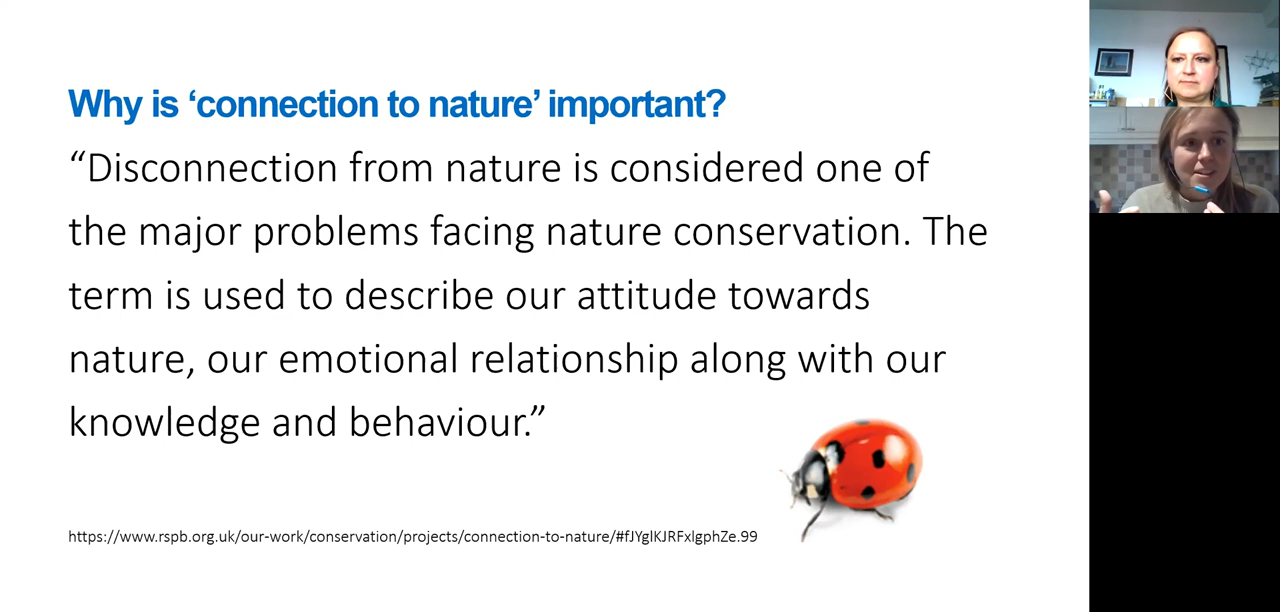 Why is ‘connection to nature’ important?
“Disconnection from nature is considered one of
the major problems facing nature conservation. The
term is used to describe our attitude towards
nature, our emotional relationship along with our
knowledge and behaviour.”
https://www.rspb.org.uk/our-work/conservation/projects/connection-to-nature/#fJYglKJRFxlgphZe.99